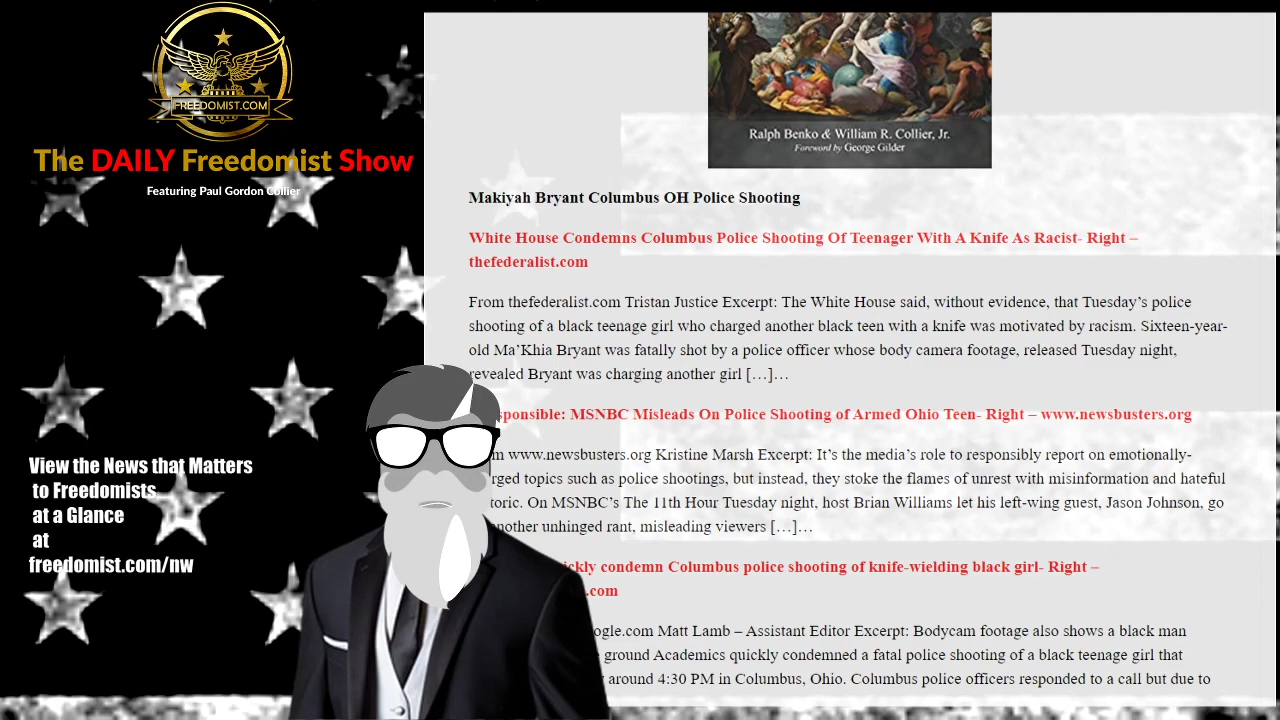 FREEDOMIST.COM
The DAILY Freedomist Show
Featuring Paul Gordon Collier
View the News that Matters
to Freedomists
at a Glance
at
freedomist.com/nw
Ralph Benko & William R. Collier, Jr.
Foreword by George Gilder
Makiyah Bryant Columbus OH Police Shooting
White House Condemns Columbus Police Shooting Of Teenager With A Knife As Racist- Right –
thefederalist.com
From thefederalist.com Tristan Justice Excerpt: The White House said, without evidence, that Tuesday’s police
shooting of a black teenage girl who charged another black teen with a knife was motivated by racism. Sixteen-year-
old Ma’Khia Bryant was fatally shot by a police officer whose body camera footage, released Tuesday night,
revealed Bryant was charging another girl […]…
sponsible: MSNBC Misleads On Police Shooting of Armed Ohio Teen- Right – www.newsbusters.org
m www.newsbusters.org Kristine Marsh Excerpt: It’s the media’s role to responsibly report on emotionally-
rged topics such as police shootings, but instead, they stoke the flames of unrest with misinformation and hateful
toric. On MSNBC’s The 11th Hour Tuesday night, host Brian Williams let his left-wing guest, Jason Johnson, go
nother unhinged rant, misleading viewers […]…
ickly condemn Columbus police shooting of knife-wielding black girl- Right –
.com
ogle.com Matt Lamb – Assistant Editor Excerpt: Bodycam footage also shows a black man
ground Academics quickly condemned a fatal police shooting of a black teenage girl that
around 4:30 PM in Columbus, Ohio. Columbus police officers responded to a call but due to